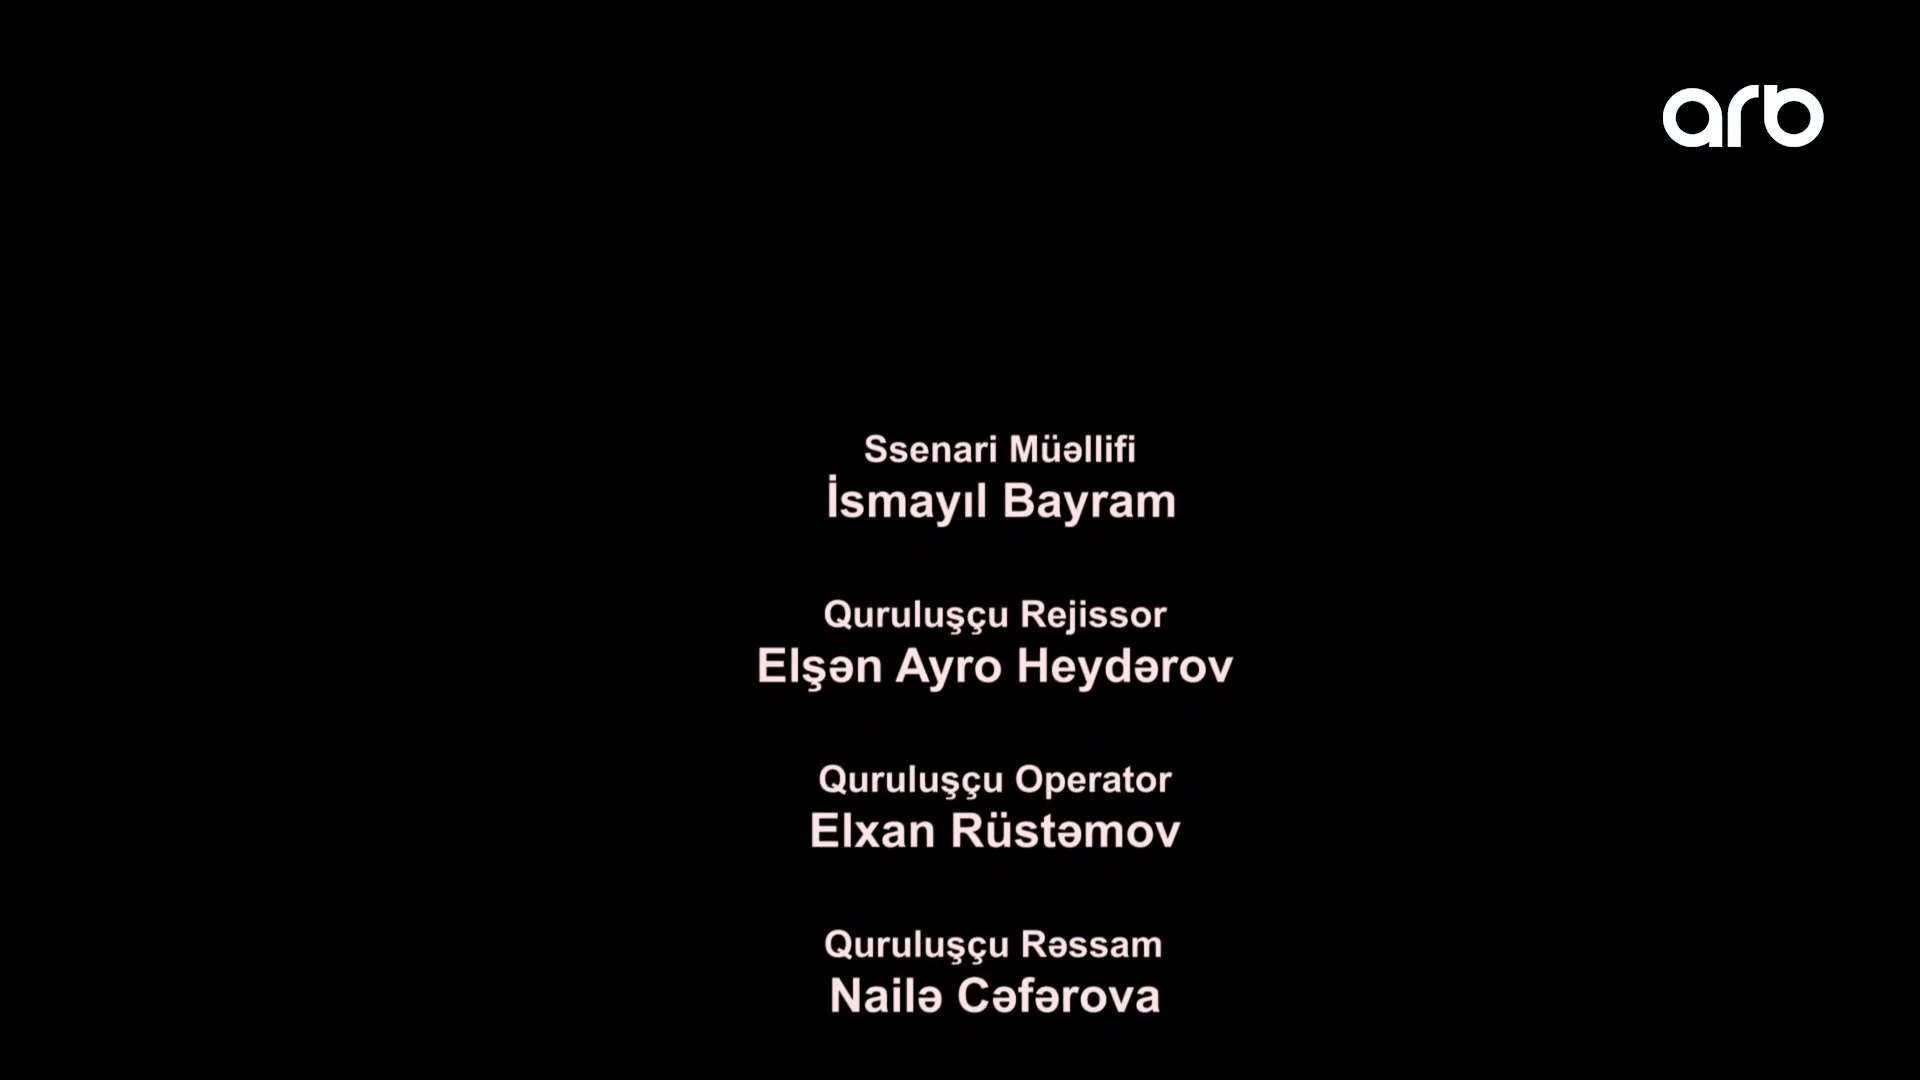 arb
Ssenari Müəllifi
İsmayıl Bayram
Quruluşçu Rejissor
Elşən Ayro Heydərov
Quruluşçu Operator
Elxan Rüstəmov
Quruluşçu Rəssam
Nailə Cəfərova